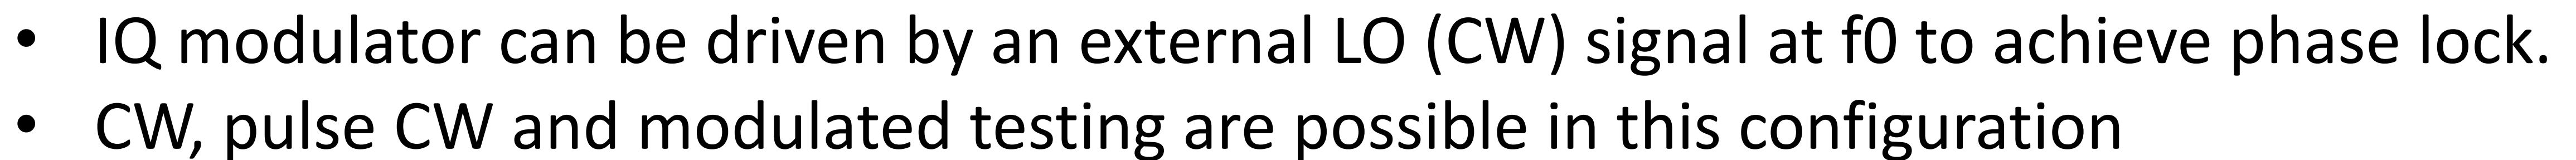 • IQ modulator can be driven by an external LO (CW) signal at f0 to achieve phase lock.
• CW, pulse CW and modulated testing are possible in this configuration